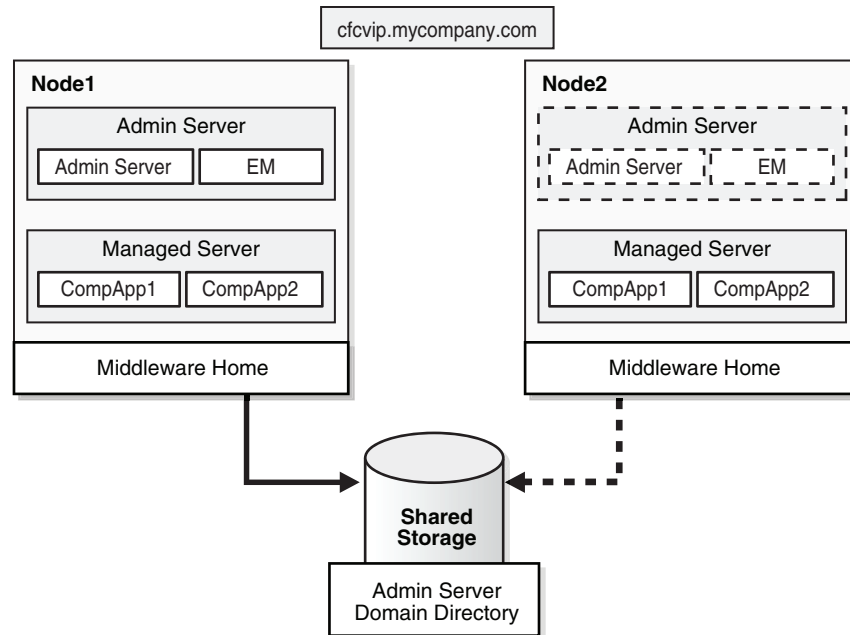 cfcvip.mycompany.com
Node1
Admin Server
Admin Server
EM
Managed Server
CompApp1
CompApp2
Middleware Home
Node2
Admin Server
Admin Server
EM
Managed Server
CompApp1
CompApp2
Middleware Home
Shared
Storage
Admin Server
Domain Directory